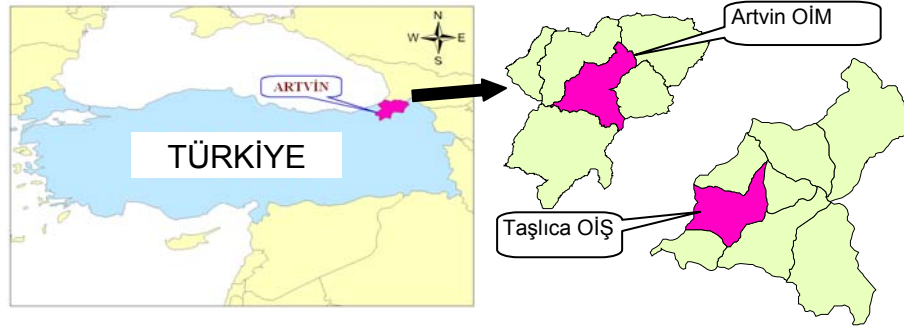 N
W E
S
ARTVİN
TÜRKİYE
Artvin OİM
Taşlıca OİŞ